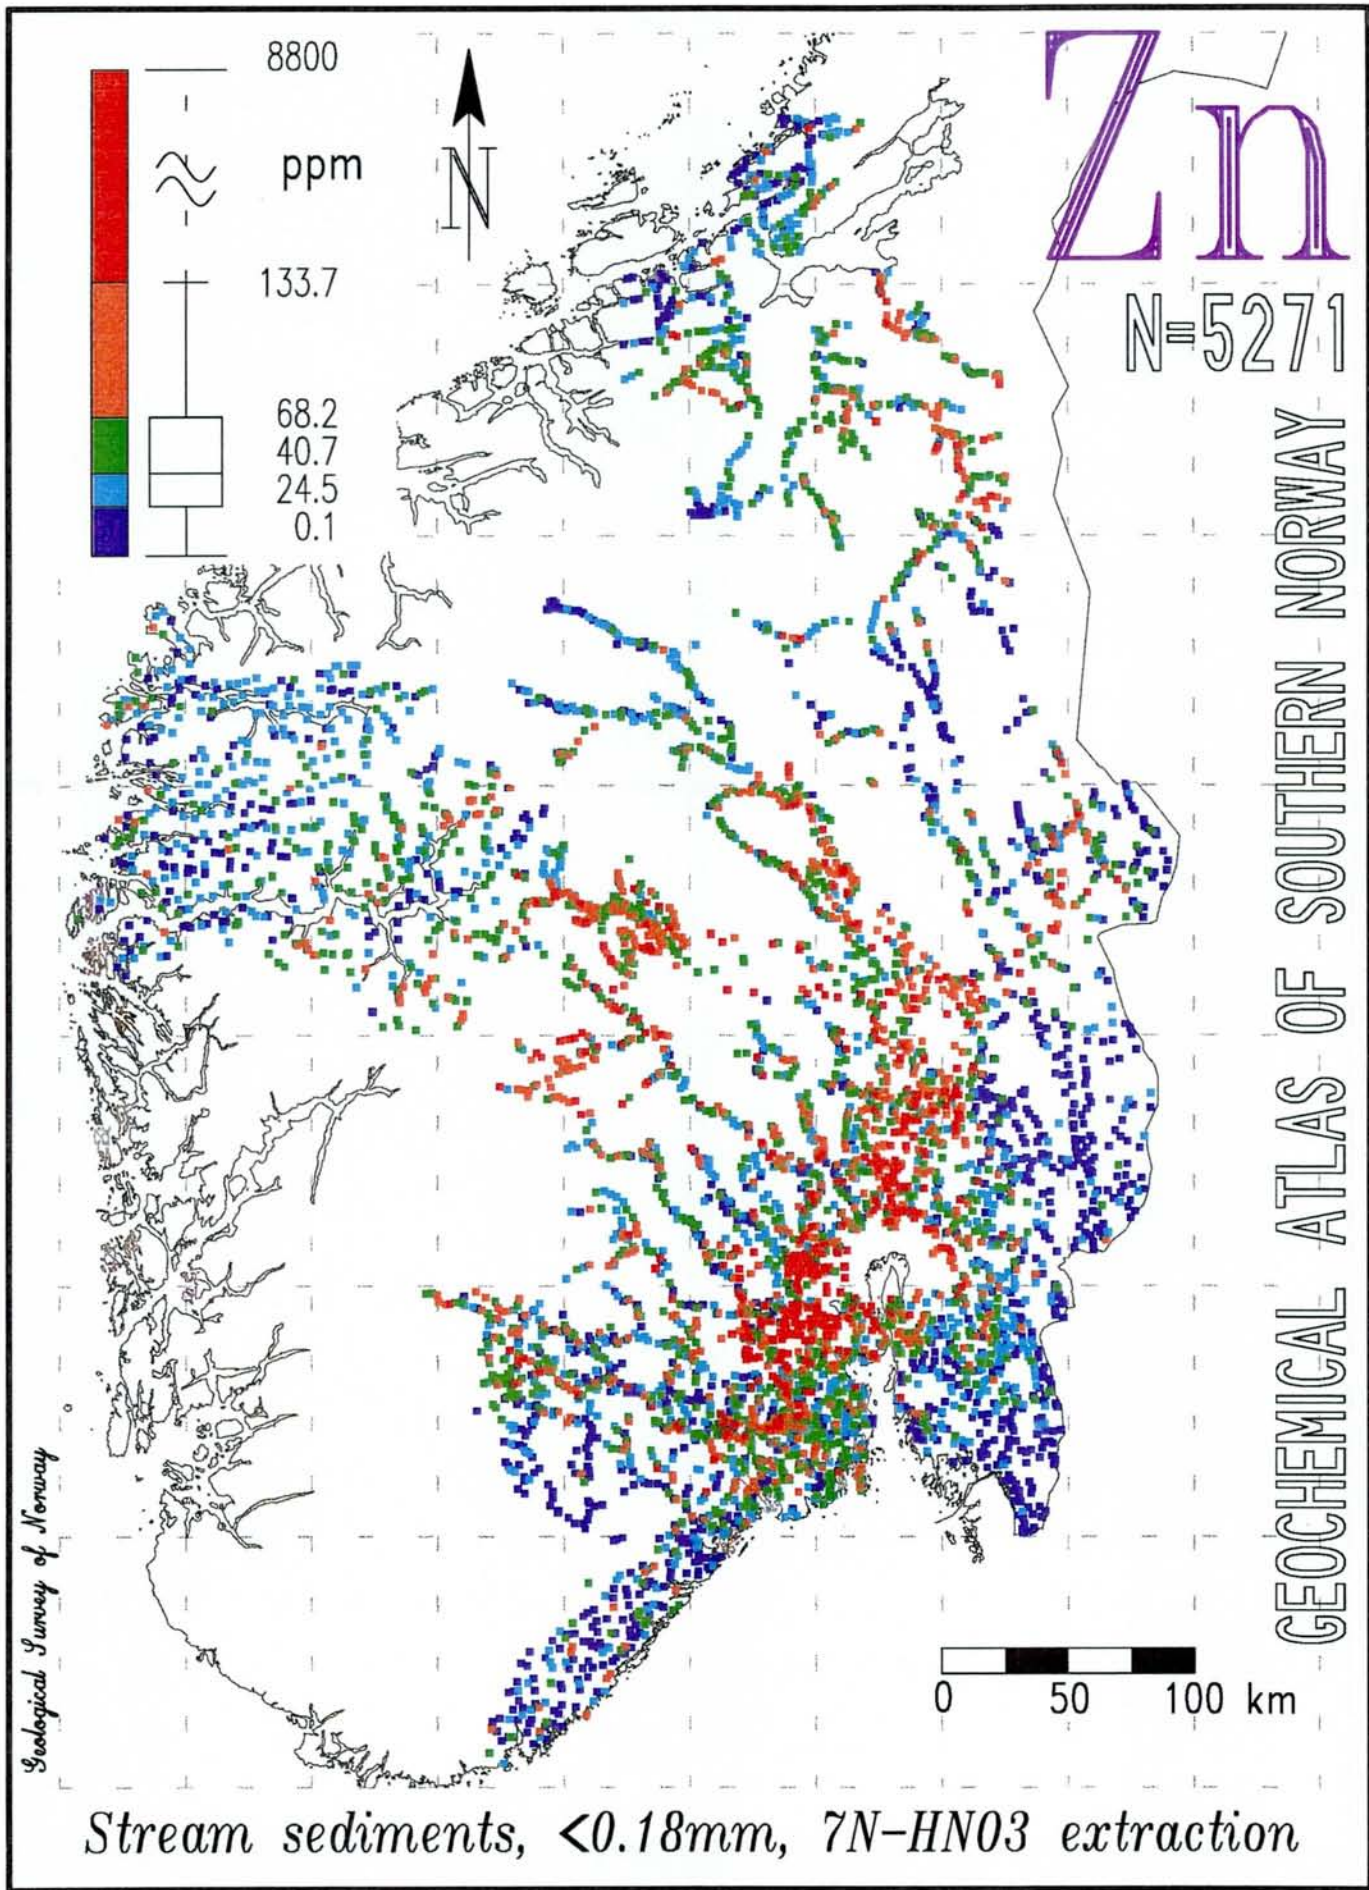 Zn
N=5271
8800
ppm
133.7
68.2
40.7
24.5
0.1
N
GEOCHEMICAL ATLAS OF SOUTHERN NORWAY
Geological Survey of Norway
0 50 100 km
Stream sediments, <0.18mm, 7N-HNO3 extraction